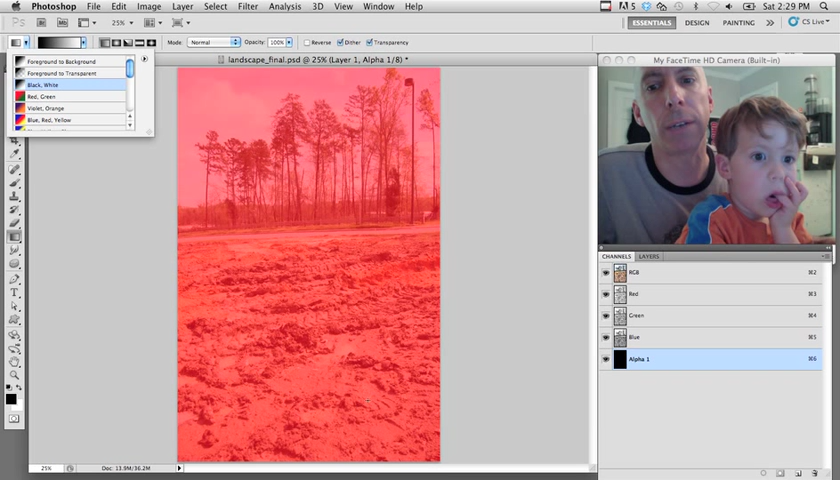 Photoshop File Edit Image Layer Select Filter Analysis 3D View Window Help 5 Sat 2:29 PM
Ps Br Mb 25% ESSENTIALS DESIGN PAINTING >> CS Live
Mode: Normal Opacity: 100% Reverse Dither Transparency
landscape_final.psd @ 25% (Layer 1, Alpha 1/8) *
My FaceTime HD Camera (Built-in)
Foreground to Background
Foreground to Transparent
Black, White
Red, Green
Violet, Orange
Blue, Red, Yellow
CHANNELS LAYERS
RGB ⌘2
Red ⌘3
Green ⌘4
Blue ⌘5
Alpha 1 ⌘6
25% Doc: 13.9M/36.2M